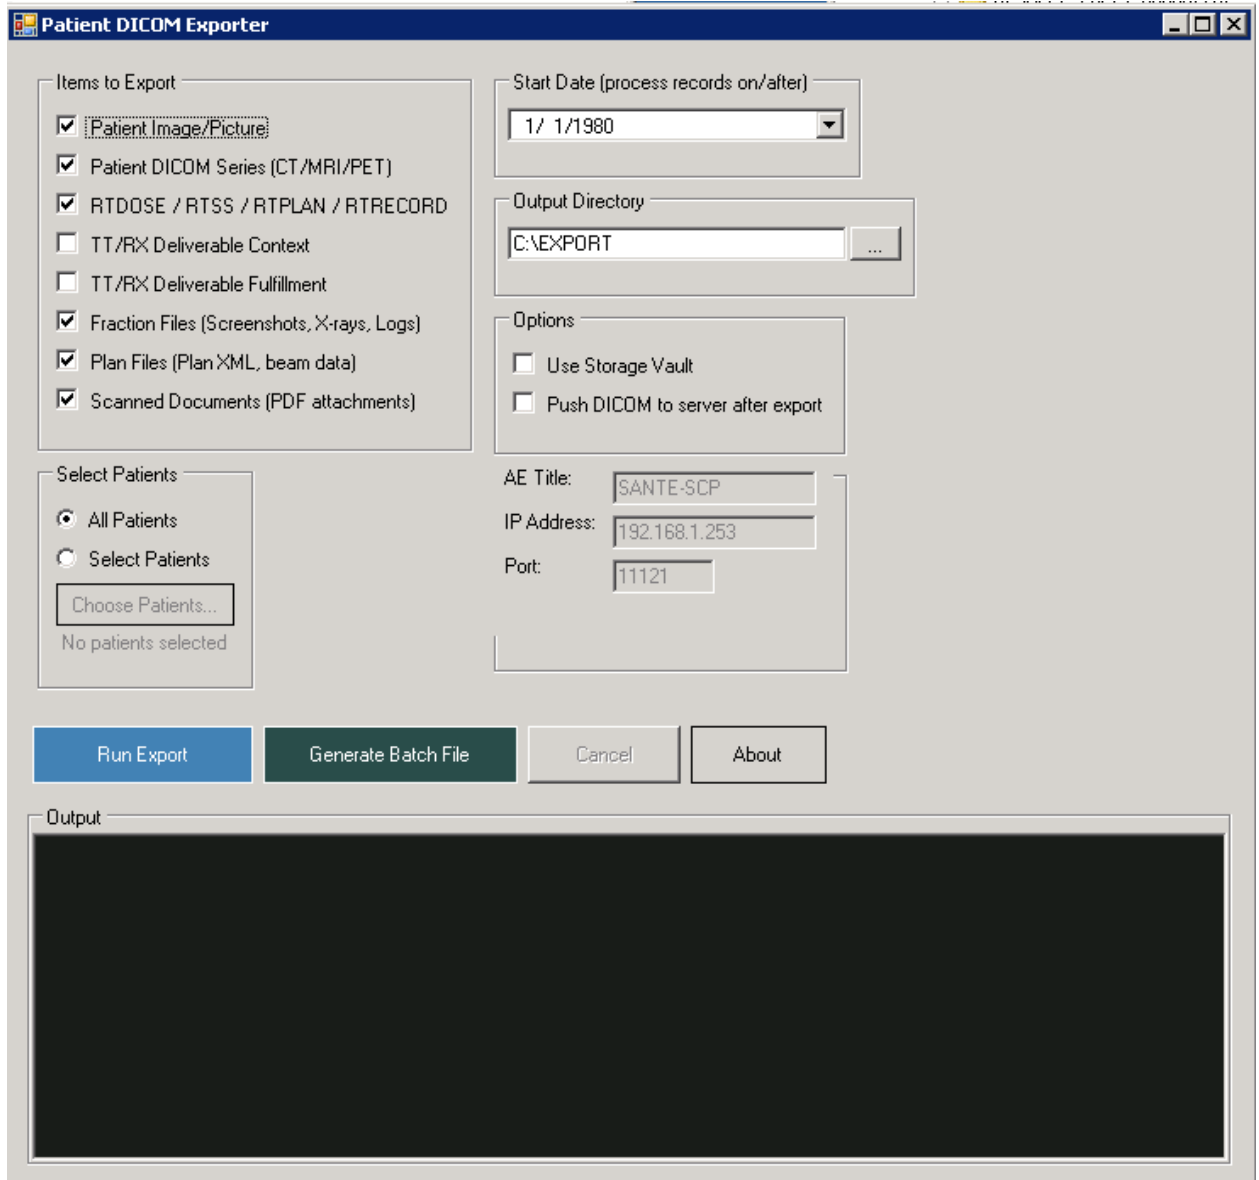 Patient DICOM Exporter
Items to Export
Patient Image/Picture
Patient DICOM Series (CT/MRI/PET)
RTDOSE / RTSS / RTPLAN / RTRECORD
TT/RX Deliverable Context
TT/RX Deliverable Fulfillment
Fraction Files (Screenshots, X-rays, Logs)
Plan Files (Plan XML, beam data)
Scanned Documents (PDF attachments)
Start Date (process records on/after)
1/ 1/1980
Output Directory
C:\EXPORT
...
Options
Use Storage Vault
Push DICOM to server after export
Select Patients
All Patients
Select Patients
Choose Patients...
No patients selected
AE Title:
SANTE-SCP
IP Address:
192.168.1.253
Port:
11121
Run Export
Generate Batch File
Cancel
About
Output